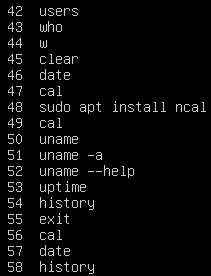 42 users
43 who
44 w
45 clear
46 date
47 cal
48 sudo apt install ncal
49 cal
50 uname
51 uname -a
52 uname --help
53 uptime
54 history
55 exit
56 cal
57 date
58 history